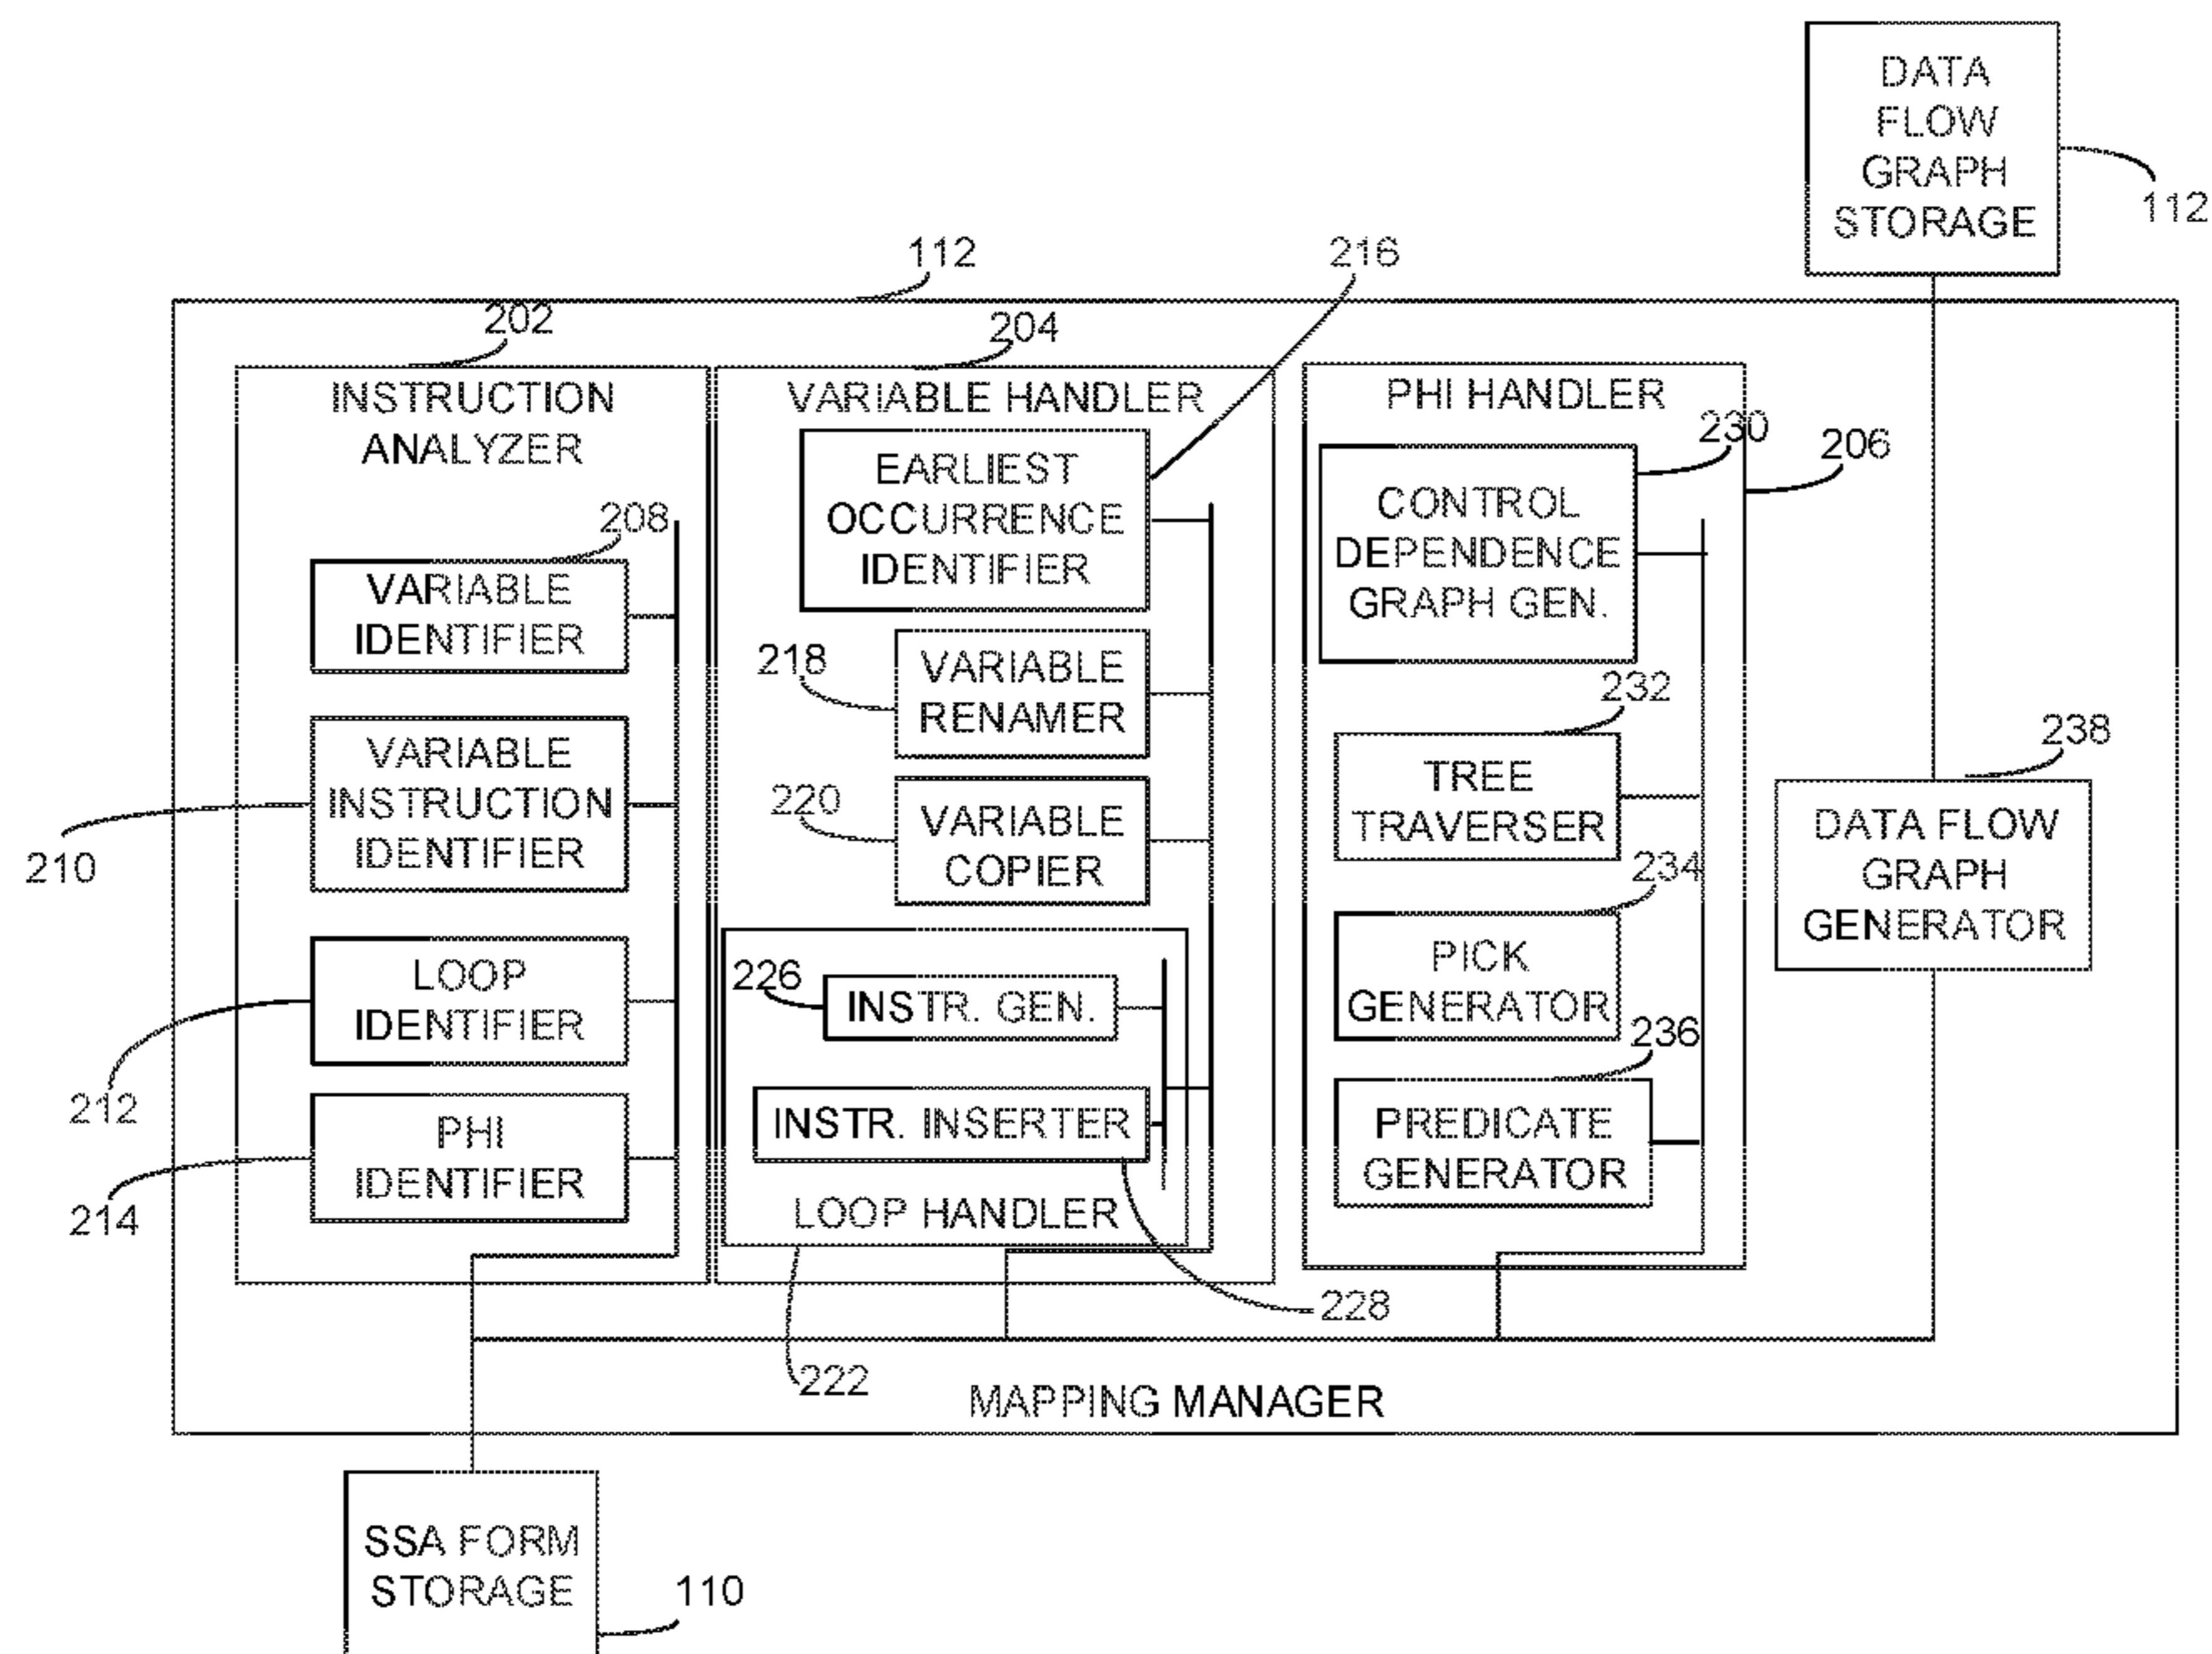 DATA
FLOW
GRAPH
STORAGE
112
112
216
202
204
INSTRUCTION
ANALYZER
208
VARIABLE
IDENTIFIER
VARIABLE
INSTRUCTION
IDENTIFIER
210
LOOP
IDENTIFIER
212
PHI
IDENTIFIER
214
VARIABLE HANDLER
EARLIEST
OCCURRENCE
IDENTIFIER
218
VARIABLE
RENAMER
220
VARIABLE
COPIER
226
INSTR. GEN.
INSTR. INSERTER
LOOP HANDLER
228
222
PHI HANDLER
230
206
CONTROL
DEPENDENCE
GRAPH GEN.
232
TREE
TRAVERSER
234
PICK
GENERATOR
236
PREDICATE
GENERATOR
238
DATA FLOW
GRAPH
GENERATOR
MAPPING MANAGER
SSA FORM
STORAGE
110